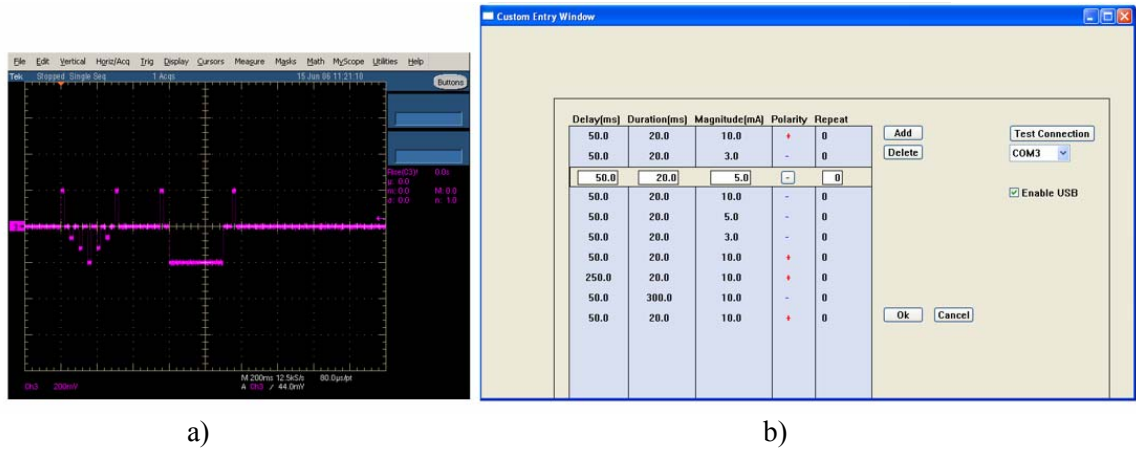 File Edit Vertical Horiz/Acq Trig Display Cursors Measure Masks Math MyScope Utilities Help
Tek Stopped Single Seq 1 Acqs 15 Jun 06 11:21:10
Buttons
0.0s
M 200ms 12.5kS/s 80.0µs/pt
Ch3 200mV A Ch3 / 44.0mV
a)
Custom Entry Window
Delay(ms) Duration(ms) Magnitude(mA) Polarity Repeat
50.0 20.0 10.0 + 0
50.0 20.0 3.0 - 0
50.0 20.0 5.0 - 0
50.0 20.0 10.0 - 0
50.0 20.0 5.0 - 0
50.0 20.0 3.0 - 0
50.0 20.0 10.0 + 0
250.0 20.0 10.0 + 0
50.0 300.0 10.0 - 0
50.0 20.0 10.0 + 0
Add
Delete
Test Connection
COM3
Enable USB
Ok Cancel
b)